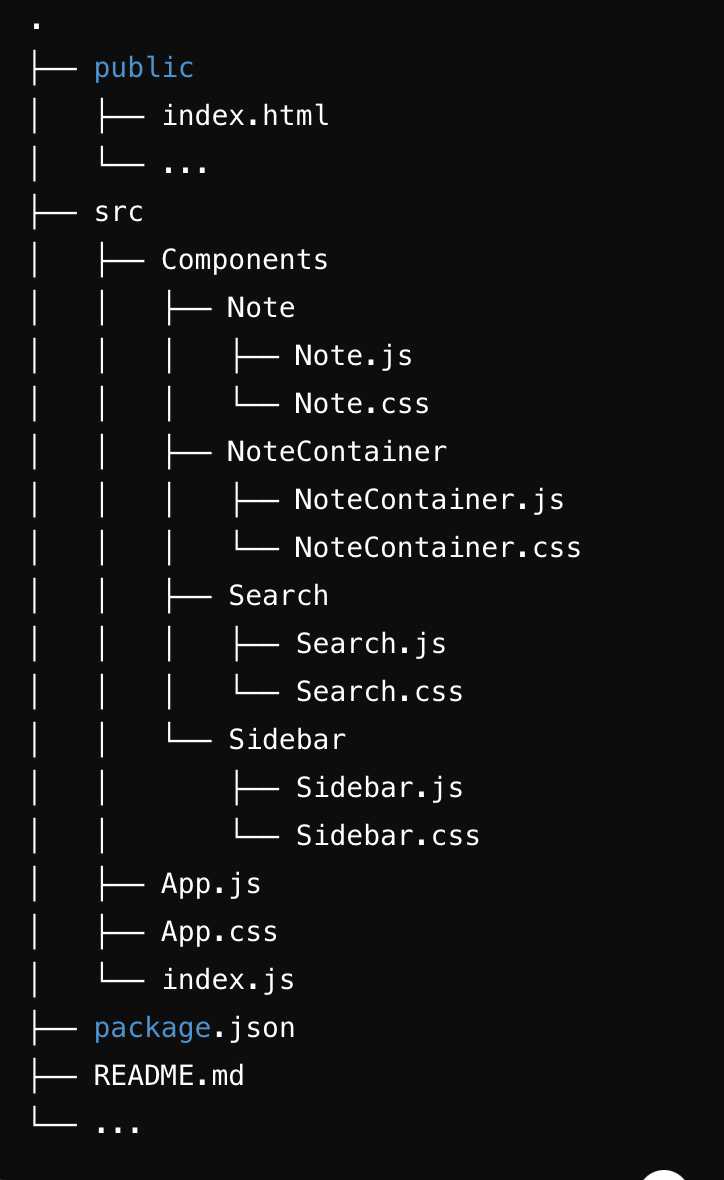 .
├── public
│   ├── index.html
│   └── ...
├── src
│   ├── Components
│   │   ├── Note
│   │   │   ├── Note.js
│   │   │   └── Note.css
│   │   ├── NoteContainer
│   │   │   ├── NoteContainer.js
│   │   │   └── NoteContainer.css
│   │   ├── Search
│   │   │   ├── Search.js
│   │   │   └── Search.css
│   │   └── Sidebar
│   │       ├── Sidebar.js
│   │       └── Sidebar.css
│   ├── App.js
│   ├── App.css
│   └── index.js
├── package.json
├── README.md
└── ...